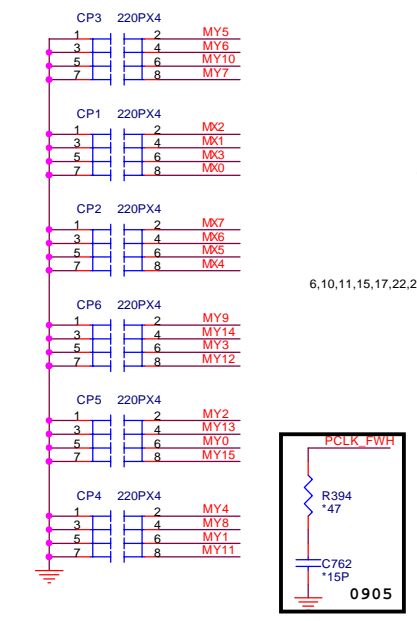 CP3 220PX4
1 2 MY5
3 4 MY6
5 6 MY10
7 8 MY7
CP1 220PX4
1 2 MX2
3 4 MX1
5 6 MX3
7 8 MX0
CP2 220PX4
1 2 MX7
3 4 MX6
5 6 MX5
7 8 MX4
6,10,11,15,17,22,2
CP6 220PX4
1 2 MY9
3 4 MY14
5 6 MY3
7 8 MY12
CP5 220PX4
1 2 MY2
3 4 MY13
5 6 MY0
7 8 MY15
CP4 220PX4
1 2 MY4
3 4 MY8
5 6 MY1
7 8 MY11
PCLK_FWH
R394
*47
C762
*15P
0905